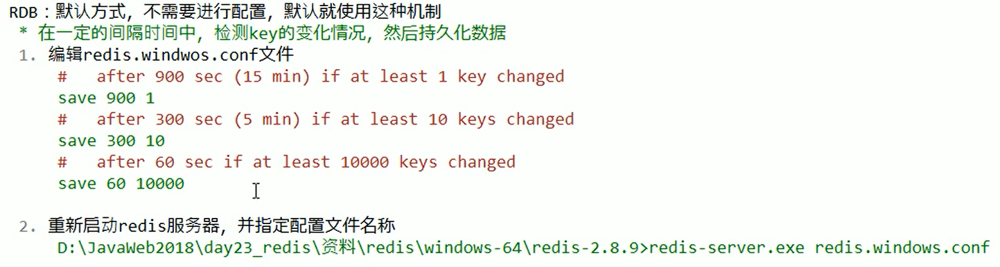 RDB：默认方式，不需要进行配置，默认就使用这种机制
* 在一定的间隔时间中，检测key的变化情况，然后持久化数据
1. 编辑redis.windwos.conf文件
#   after 900 sec (15 min) if at least 1 key changed
save 900 1
#   after 300 sec (5 min) if at least 10 keys changed
save 300 10
#   after 60 sec if at least 10000 keys changed
save 60 10000
2. 重新启动redis服务器，并指定配置文件名称
D:\JavaWeb2018\day23_redis\资料\redis\windows-64\redis-2.8.9>redis-server.exe redis.windows.conf